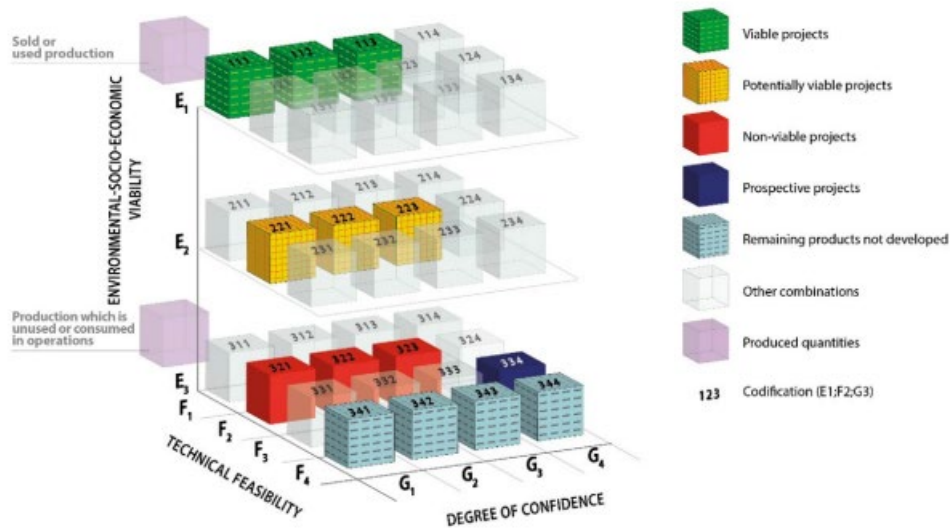 Sold or
used production
E1
ENVIRONMENTAL-SOCIO-ECONOMIC
VIABILITY
111
112
113
114
123
124
131
133
134
E2
211
212
213
214
221
222
223
224
231
232
233
234
Production which is
unused or consumed
in operations
E3
311
312
313
314
321
322
323
324
331
332
333
334
341
342
343
344
F1
F2
F3
F4
TECHNICAL FEASIBILITY
G1
G2
G3
G4
DEGREE OF CONFIDENCE
Viable projects
Potentially viable projects
Non-viable projects
Prospective projects
Remaining products not developed
Other combinations
Produced quantities
123 Codification (E1;F2;G3)